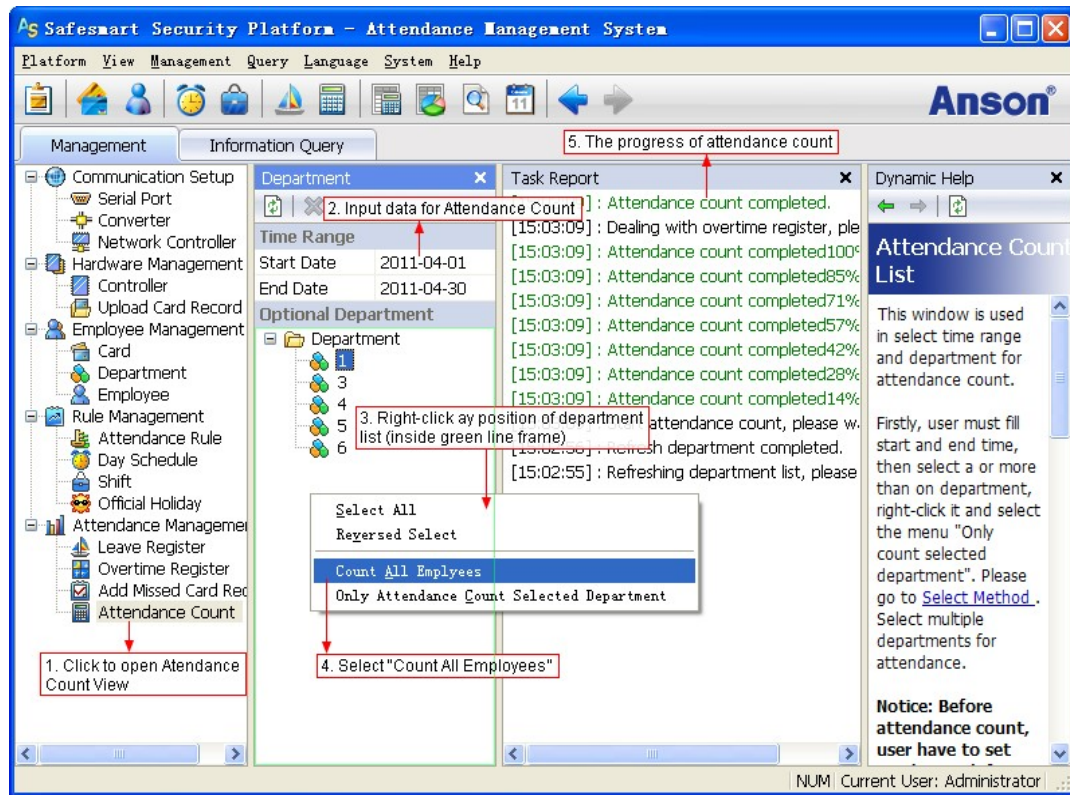 AS Safesmart Security Platform - Attendance Management System
Platform View Management Query Language System Help
11
Anson®
Management
Information Query
5. The progress of attendance count
Communication Setup
Serial Port
Converter
Network Controller
Hardware Management
Controller
Upload Card Record
Employee Management
Card
Department
Employee
Rule Management
Attendance Rule
Day Schedule
Shift
Official Holiday
Attendance Managemen
Leave Register
Overtime Register
Add Missed Card Rec
Attendance Count
1. Click to open Atendance
Count View
Department
2. Input data for Attendance Count
Time Range
Start Date 2011-04-01
End Date 2011-04-30
Optional Department
Department
1
3
4
5
6
3. Right-click ay position of department
list (inside green line frame)
Select All
Reversed Select
Count All Emplyees
Only Attendance Count Selected Department
4. Select "Count All Employees"
Task Report
] : Attendance count completed.
[15:03:09] : Dealing with overtime register, ple
[15:03:09] : Attendance count completed100%
[15:03:09] : Attendance count completed85%
[15:03:09] : Attendance count completed71%
[15:03:09] : Attendance count completed57%
[15:03:09] : Attendance count completed42%
[15:03:09] : Attendance count completed28%
[15:03:09] : Attendance count completed14%
attendance count, please w
department completed.
[15:02:55] : Refreshing department list, please
Dynamic Help
Attendance Count
List
This window is used
in select time range
and department for
attendance count.
Firstly, user must fill
start and end time,
then select a or more
than on department,
right-click it and select
the menu "Only
count selected
department". Please
go to Select Method .
Select multiple
departments for
attendance.
Notice: Before
attendance count,
user have to set
NUM Current User: Administrator